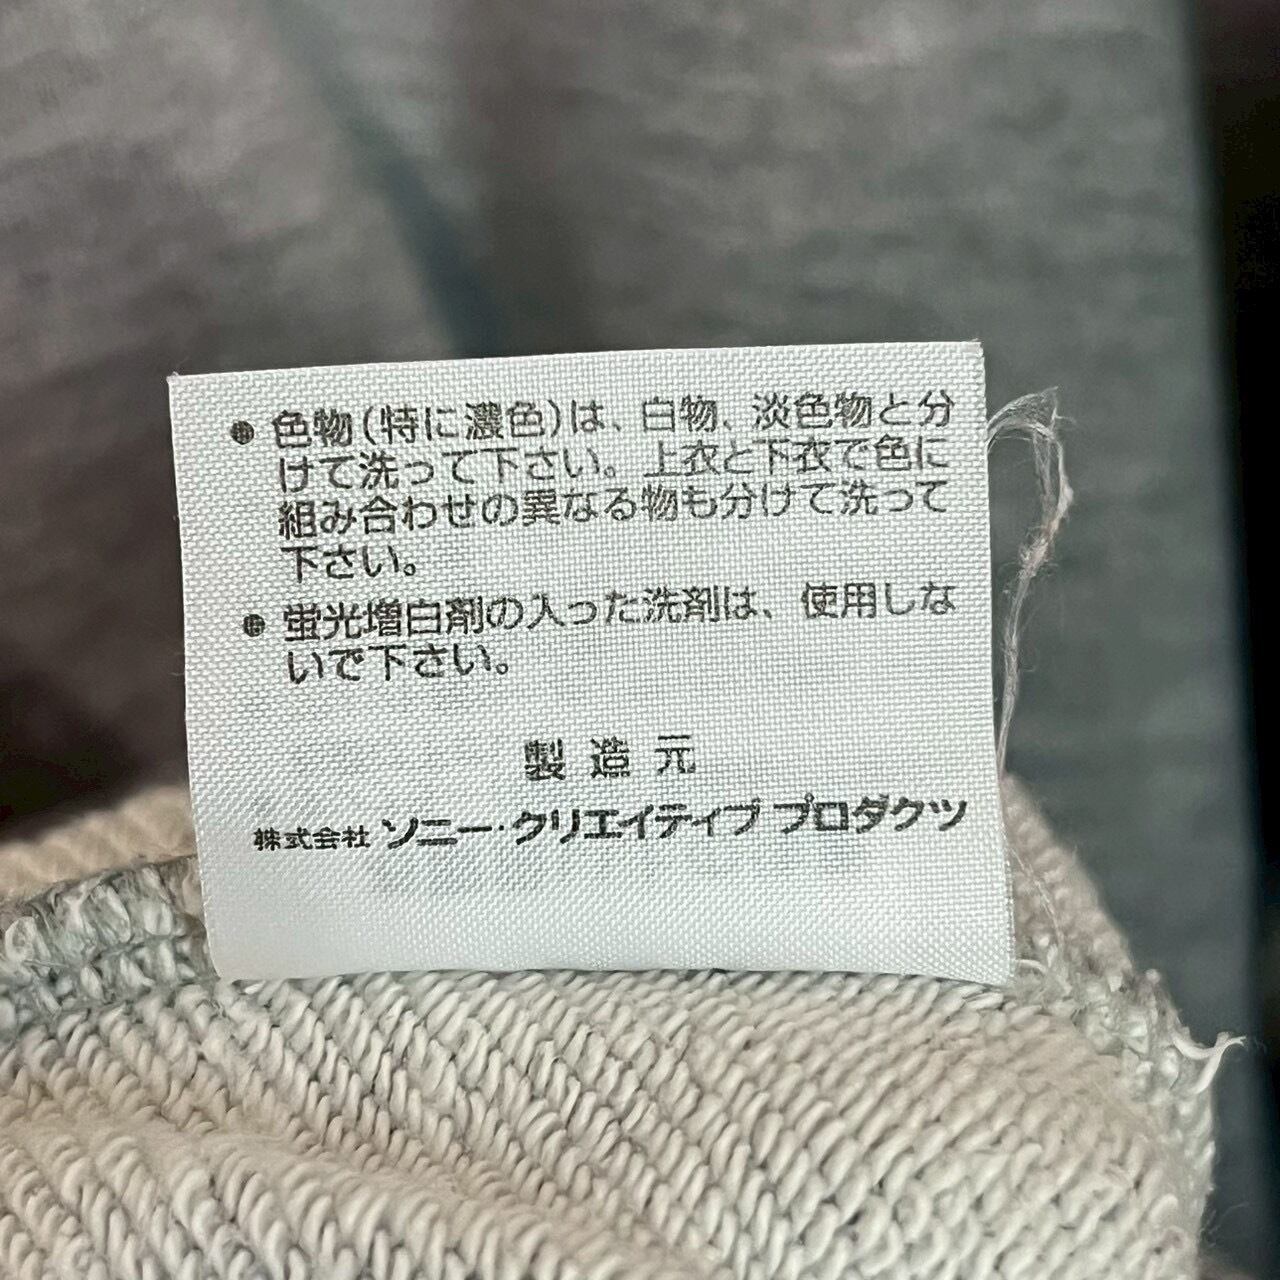 ● 色物(特に濃色)は、白物、淡色物と分
けて洗って下さい。上衣と下衣で色に
組み合わせの異なる物も分けて洗って
下さい。
● 蛍光増白剤の入った洗剤は、使用しな
いで下さい。
製造元
株式会社 ソニー・クリエイティブ プロダクツ